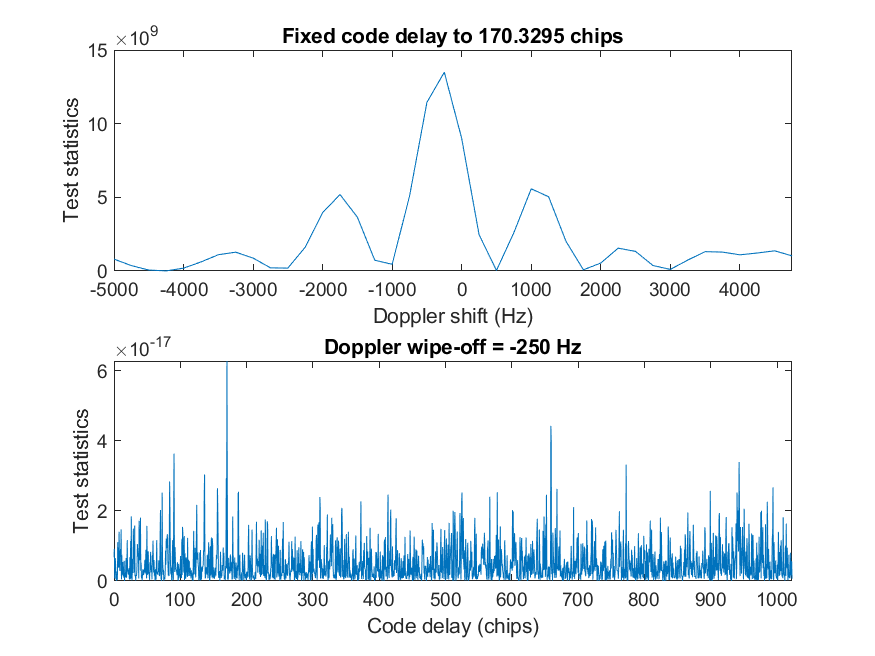 Fixed code delay to 170.3295 chips
×10^9
15
10
5
0
Test statistics
-5000 -4000 -3000 -2000 -1000 0 1000 2000 3000 4000
Doppler shift (Hz)
Doppler wipe-off = -250 Hz
×10^-17
6
4
2
0
Test statistics
0 100 200 300 400 500 600 700 800 900 1000
Code delay (chips)